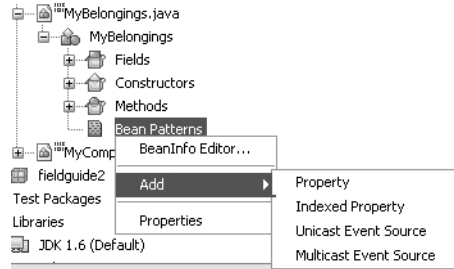 MyBelongings.java
MyBelongings
Fields
Constructors
Methods
Bean Patterns
MyComp
BeanInfo Editor...
fieldguide2
Add
Property
Test Packages
Indexed Property
Libraries
Properties
Unicast Event Source
JDK 1.6 (Default)
Multicast Event Source